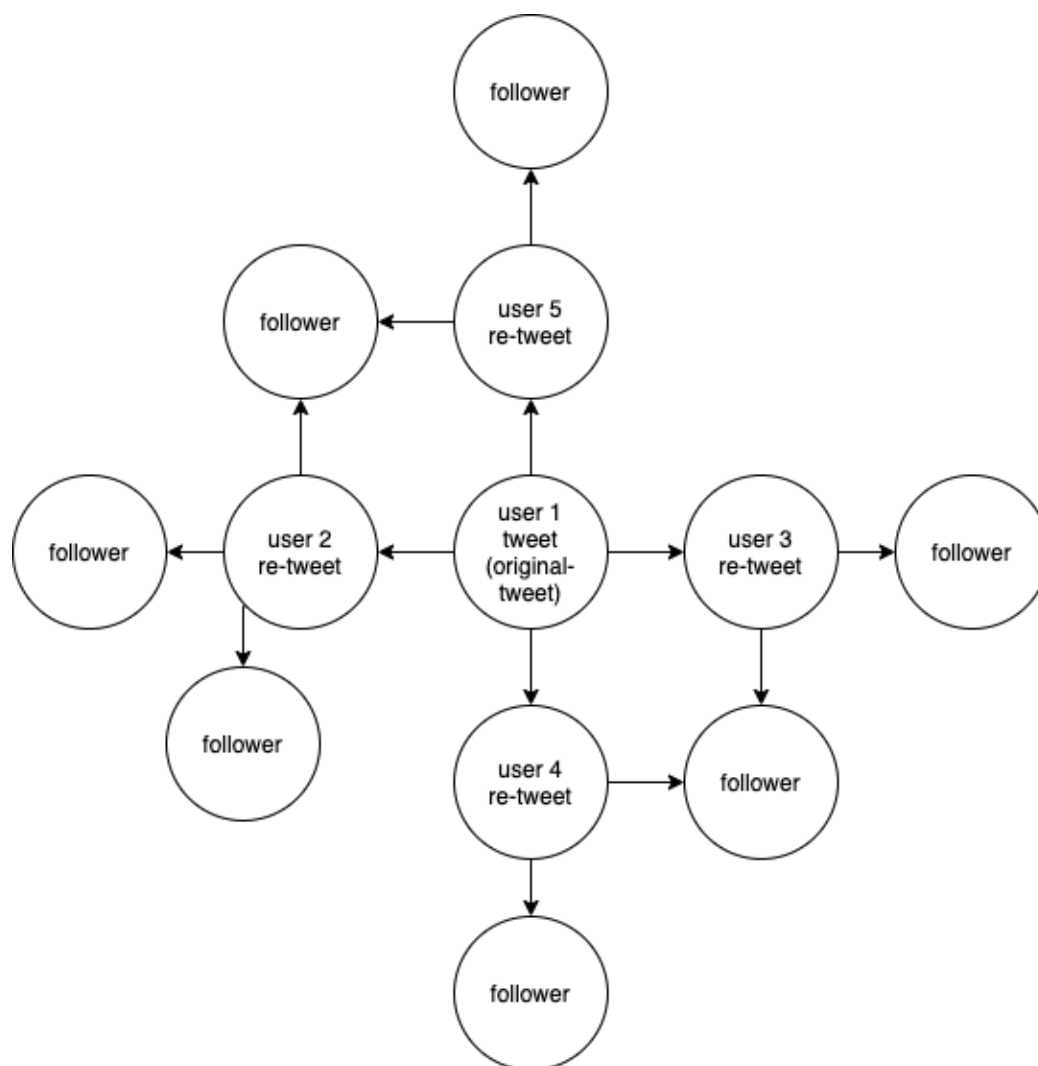 follower
follower
user 5
re-tweet
follower
user 2
re-tweet
user 1
tweet
(original-
tweet)
user 3
re-tweet
follower
follower
user 4
re-tweet
follower
follower